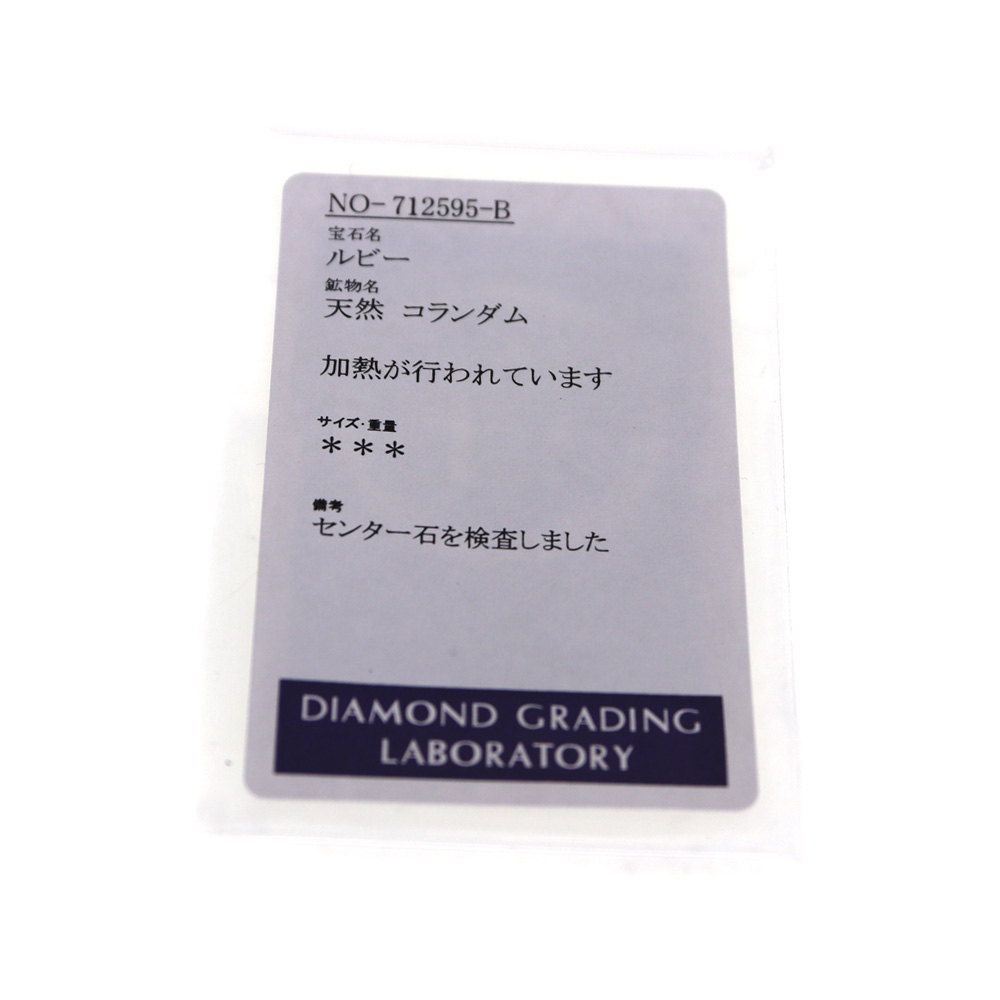 NO-712595-B
宝石名
ルビー
鉱物名
天然 コランダム
加熱が行われています
サイズ・重量
＊＊＊
備考
センター石を検査しました
DIAMOND GRADING
LABORATORY